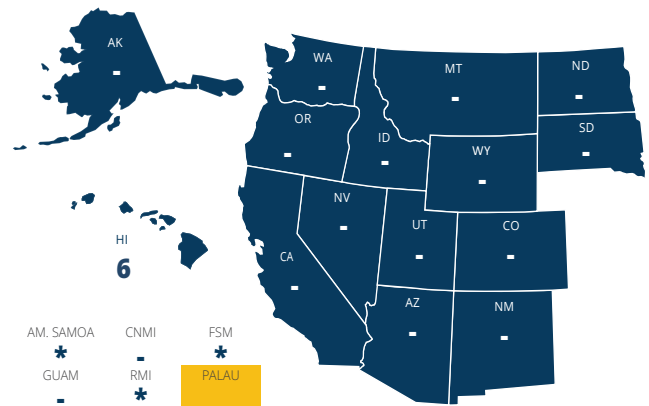 AK
-
WA
-
MT
-
ND
-
OR
-
ID
-
WY
-
SD
-
NV
-
UT
-
CO
-
CA
-
AZ
-
NM
-
HI
6
AM. SAMOA CNMI FSM
* - *
GUAM RMI PALAU
- *